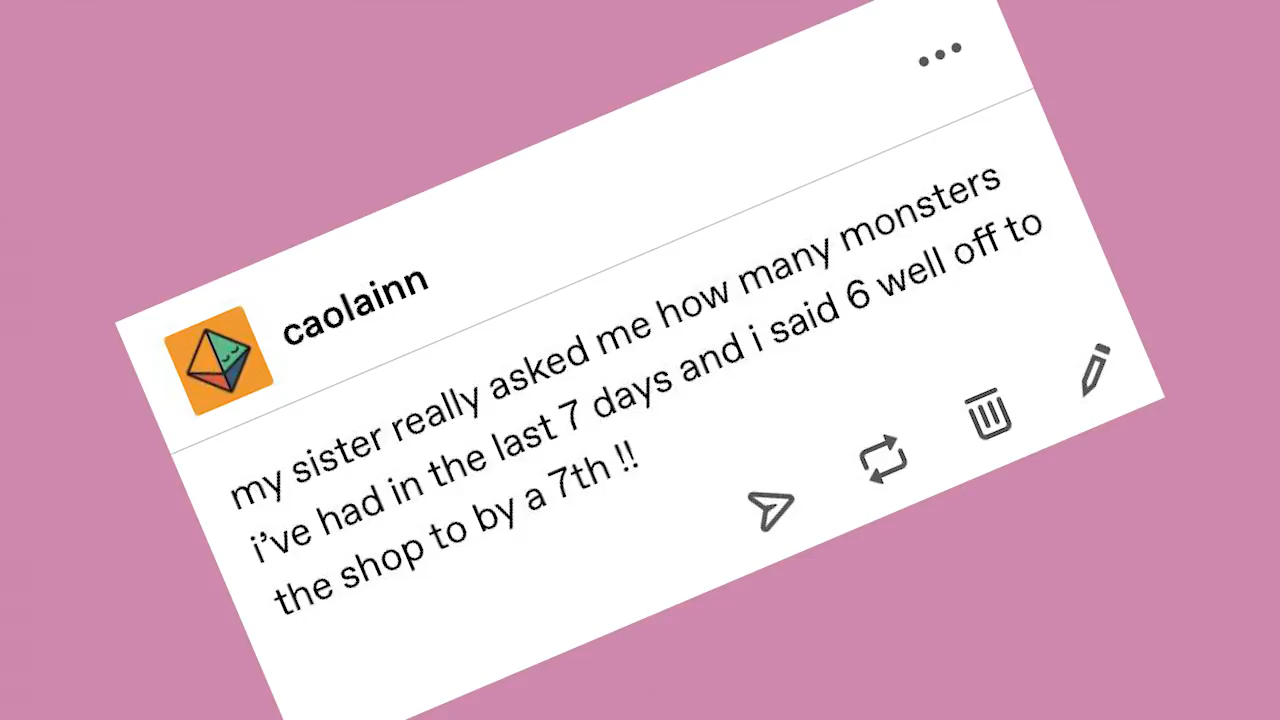 caolainn
my sister really asked me how many monsters
i've had in the last 7 days and i said 6 well off to
the shop to by a 7th !!